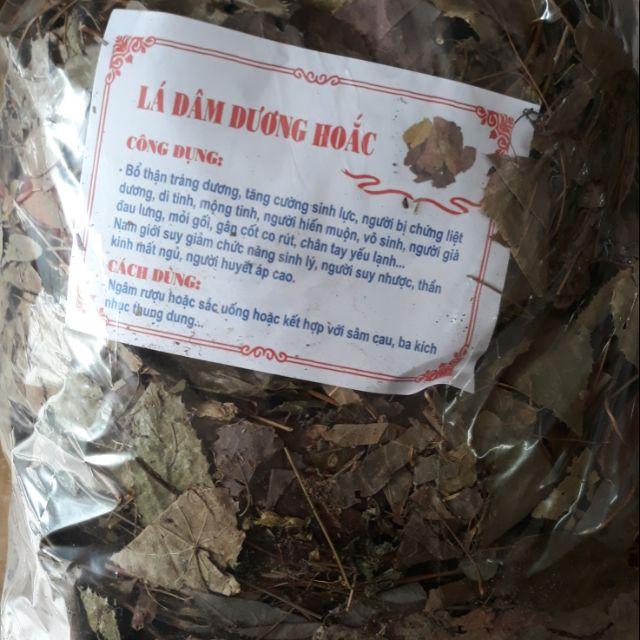 LÁ DÂM DƯƠNG HOẮC
CÔNG DỤNG:
- Bổ thận tráng dương, tăng cường sinh lực, người bị chứng liệt
dương, di tinh, mộng tinh, người hiến muộn, vô sinh, người già
đau lưng, mỏi gối, gân cốt co rút, chân tay yếu lạnh...
Nam giới suy giảm chức năng sinh lý, người suy nhược, thần
kinh mất ngủ, người huyết áp cao.
CÁCH DÙNG:
Ngâm rượu hoặc sắc uống hoặc kết hợp với sâm cau, ba kích
nhục thung dung...